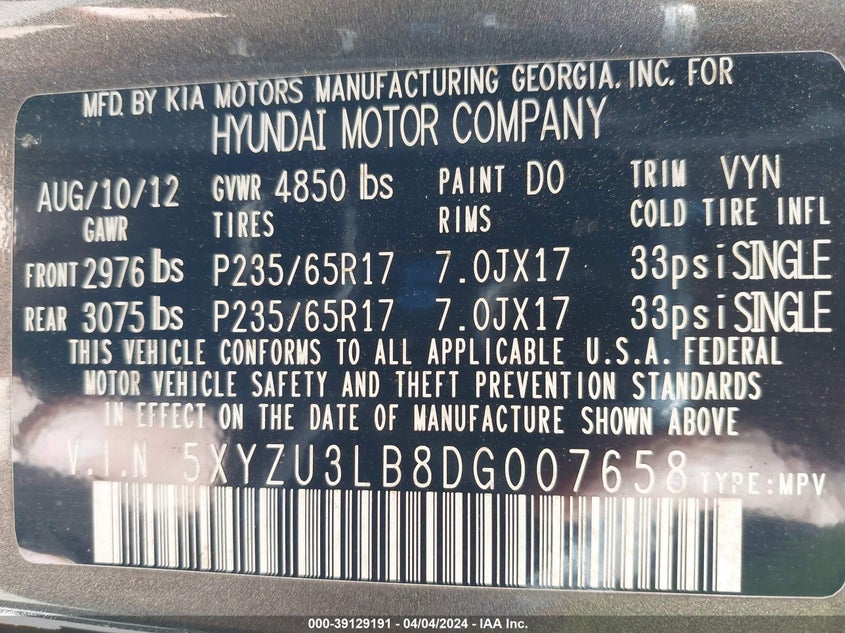 MFD. BY KIA MOTORS MANUFACTURING GEORGIA. INC. FOR
HYUNDAI MOTOR COMPANY
AUG/10/12 GVWR 4850 lbs PAINT D0 TRIM VYN
GAWR TIRES RIMS COLD TIRE INFL
FRONT 2976 lbs P235/65R17 7.0JX17 33psi SINGLE
REAR 3075 lbs P235/65R17 7.0JX17 33psi SINGLE
THIS VEHICLE CONFORMS TO ALL APPLICABLE U.S.A. FEDERAL
MOTOR VEHICLE SAFETY AND THEFT PREVENTION STANDARDS
IN EFFECT ON THE DATE OF MANUFACTURE SHOWN ABOVE
V.I.N 5XYZU3LB8DG007658 TYPE:MPV
000-39129191 - 04/04/2024 - IAA Inc.